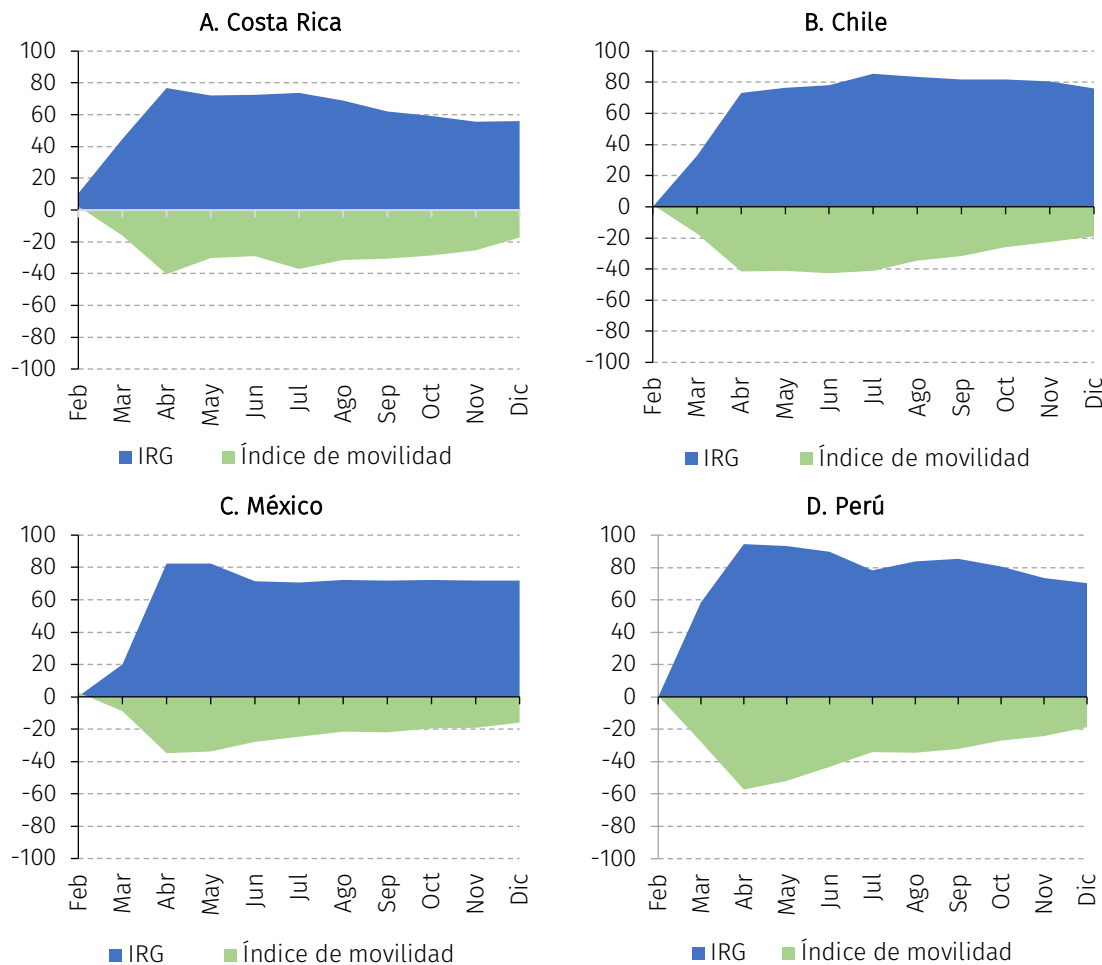 A. Costa Rica
100
80
60
40
20
0
-20
-40
-60
-80
-100
Feb
Mar
Abr
May
Jun
Jul
Ago
Sep
Oct
Nov
Dic
IRG
Índice de movilidad
B. Chile
100
80
60
40
20
0
-20
-40
-60
-80
-100
Feb
Mar
Abr
May
Jun
Jul
Ago
Sep
Oct
Nov
Dic
IRG
Índice de movilidad
C. México
100
80
60
40
20
0
-20
-40
-60
-80
-100
Feb
Mar
Abr
May
Jun
Jul
Ago
Sep
Oct
Nov
Dic
IRG
Índice de movilidad
D. Perú
100
80
60
40
20
0
-20
-40
-60
-80
-100
Feb
Mar
Abr
May
Jun
Jul
Ago
Sep
Oct
Nov
Dic
IRG
Índice de movilidad